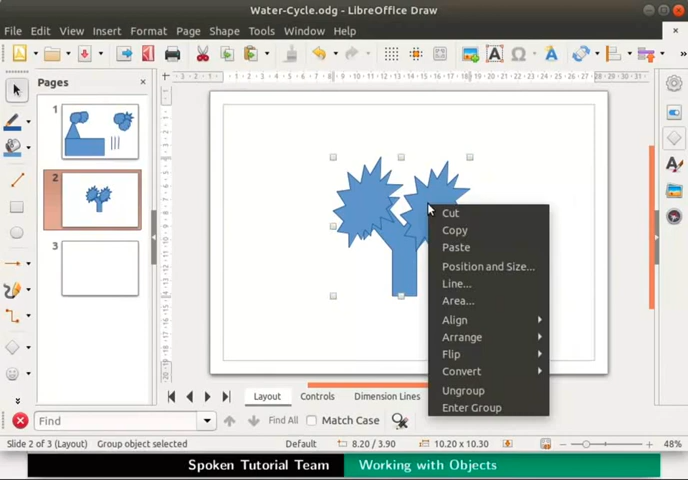 Water-Cycle.odg - LibreOffice Draw
File Edit View Insert Format Page Shape Tools Window Help
Pages
1
2
3
Cut
Copy
Paste
Position and Size...
Line...
Area...
Align
Arrange
Flip
Convert
Ungroup
Enter Group
Layout Controls Dimension Lines
Find Find All Match Case
Slide 2 of 3 (Layout) Group object selected Default 8.20 / 3.90 10.20 x 10.30 48%
Spoken Tutorial Team Working with Objects